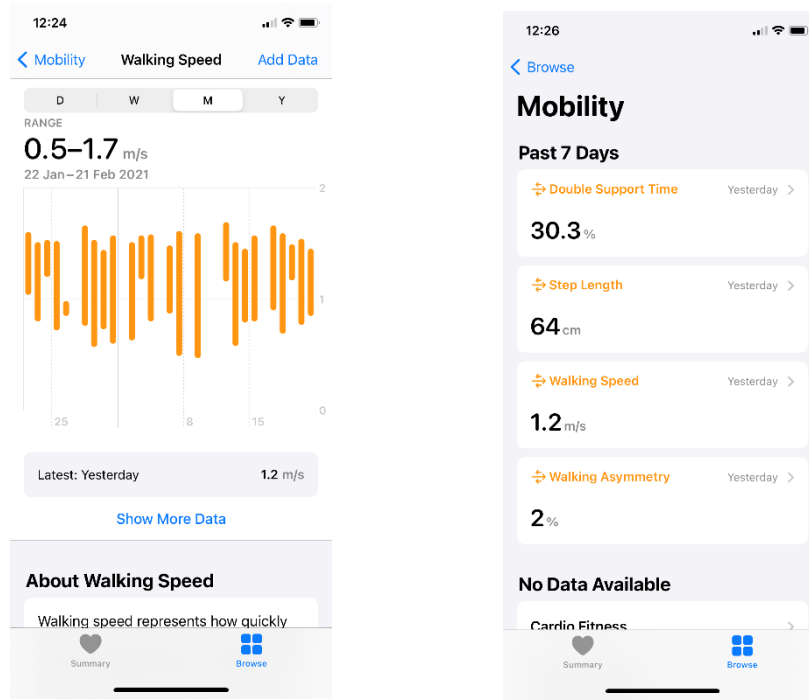 12:24
Mobility Walking Speed Add Data
D W M Y
RANGE
0.5–1.7 m/s
22 Jan–21 Feb 2021
2
1
0
25 8 15
Latest: Yesterday 1.2 m/s
Show More Data
About Walking Speed
Walking speed represents how quickly
Summary Browse
12:26
Browse
Mobility
Past 7 Days
Double Support Time Yesterday
30.3 %
Step Length Yesterday
64 cm
Walking Speed Yesterday
1.2 m/s
Walking Asymmetry Yesterday
2 %
No Data Available
Cardio Fitness
Summary Browse